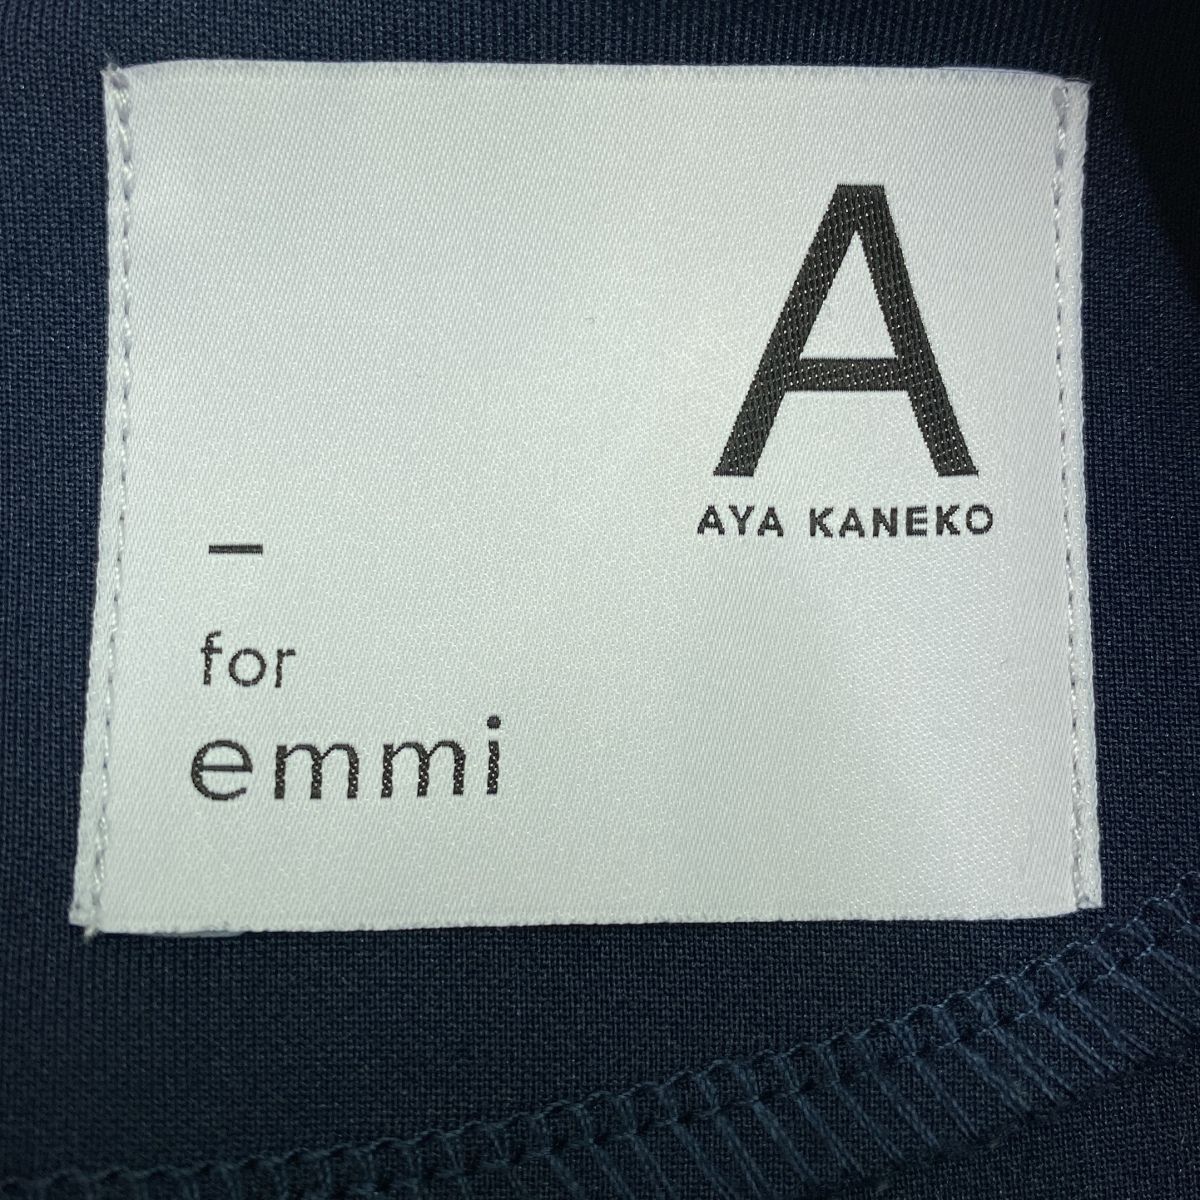 A
AYA KANEKO
–
for
emmi